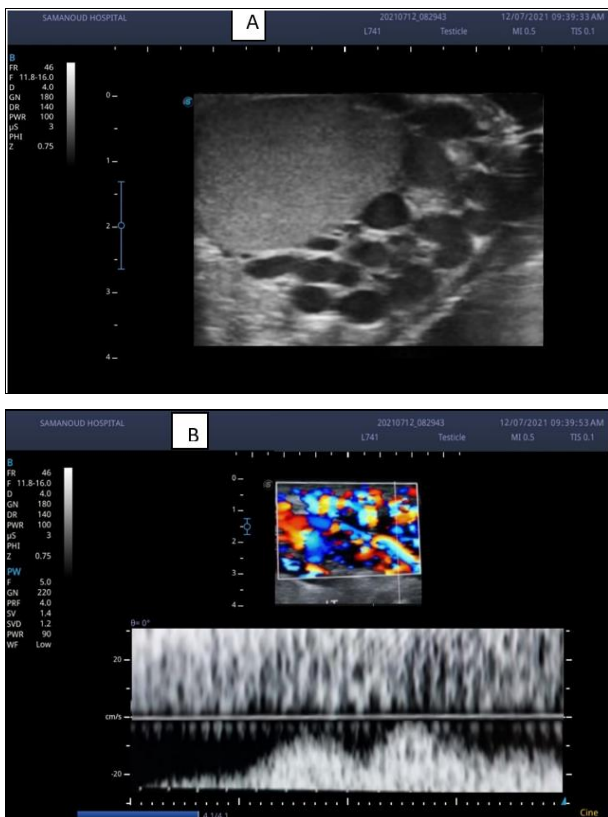 A
SAMANOUD HOSPITAL
20210712_082943
12/07/2021 09:39:33 AM
L741
Testicle
MI 0.5
TIS 0.1
B
FR 46
F 11.8-16.0
D 4.0
GN 180
DR 140
PWR 100
µS 3
PHI
Z 0.75
0
1
2
3
4
B
SAMANOUD HOSPITAL
20210712_082943
12/07/2021 09:39:53 AM
L741
Testicle
MI 0.5
TIS 0.1
B
FR 46
F 11.8-16.0
D 4.0
GN 180
DR 140
PWR 100
µS 3
PHI
Z 0.75
PW
F 5.0
GN 220
PRF 4.0
SV 1.4
SVD 1.2
PWR 90
WF Low
0
1
2
3
4
θ= 0°
20
cm/s
-20
4.1/4.1
Cine